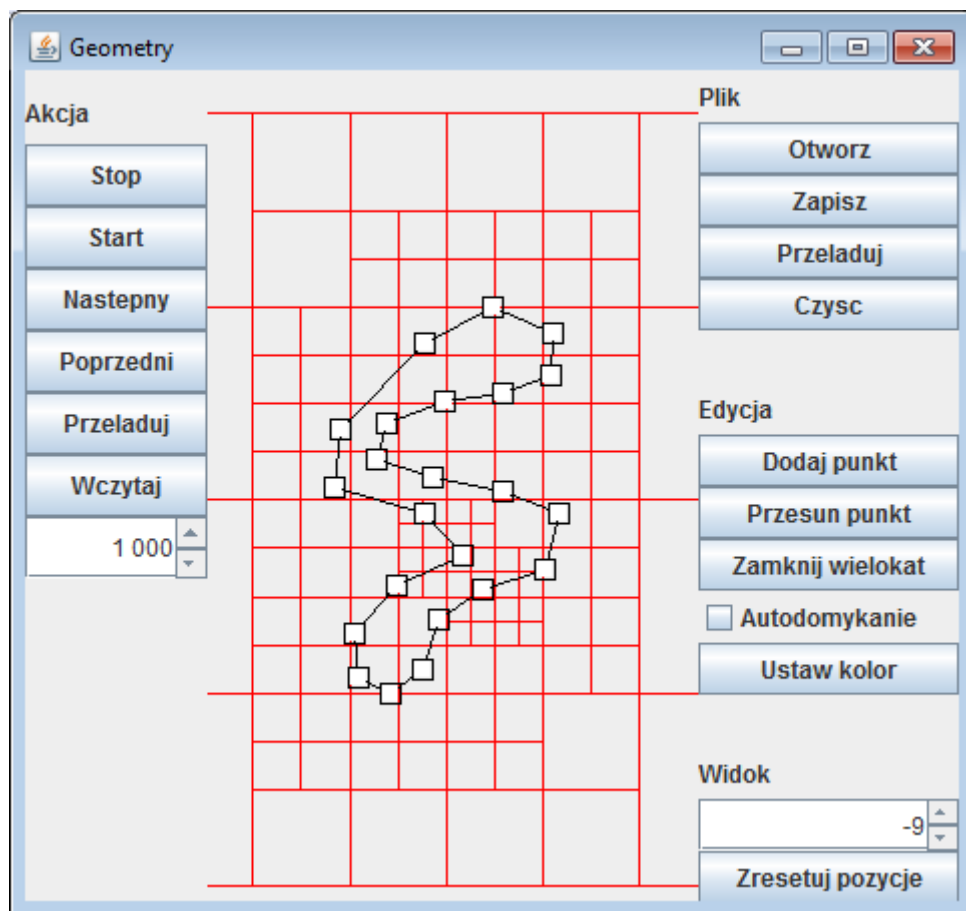 Geometry
Akcja
Stop
Start
Nastepny
Poprzedni
Przeladuj
Wczytaj
1 000
Plik
Otworz
Zapisz
Przeladuj
Czysc
Edycja
Dodaj punkt
Przesun punkt
Zamknij wielokat
Autodomykanie
Ustaw kolor
Widok
-9
Zresetuj pozycje